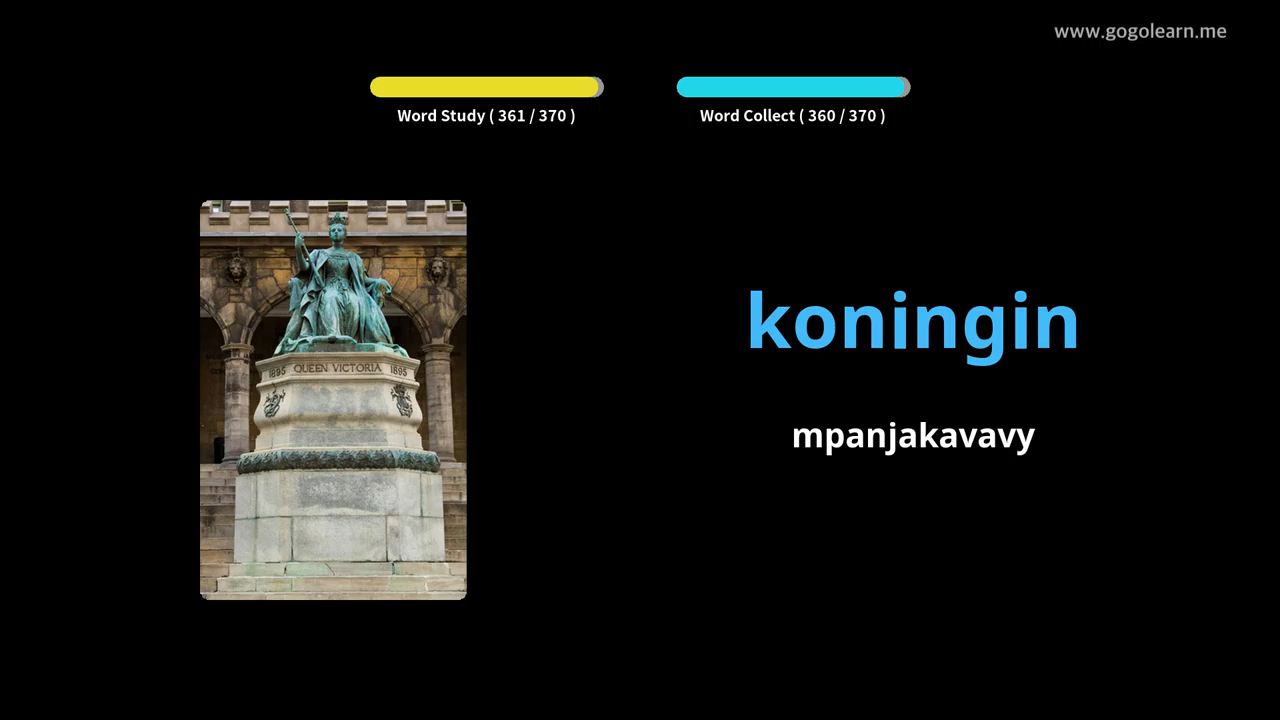 www.gogolearn.me
Word Study ( 361 / 370 )
Word Collect ( 360 / 370 )
1895 QUEEN VICTORIA 1895
koningin
mpanjakavavy